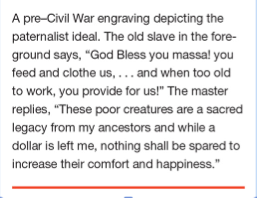 A pre–Civil War engraving depicting the
paternalist ideal. The old slave in the fore-
ground says, “God Bless you massa! you
feed and clothe us, . . . and when too old
to work, you provide for us!” The master
replies, “These poor creatures are a sacred
legacy from my ancestors and while a
dollar is left me, nothing shall be spared to
increase their comfort and happiness.”